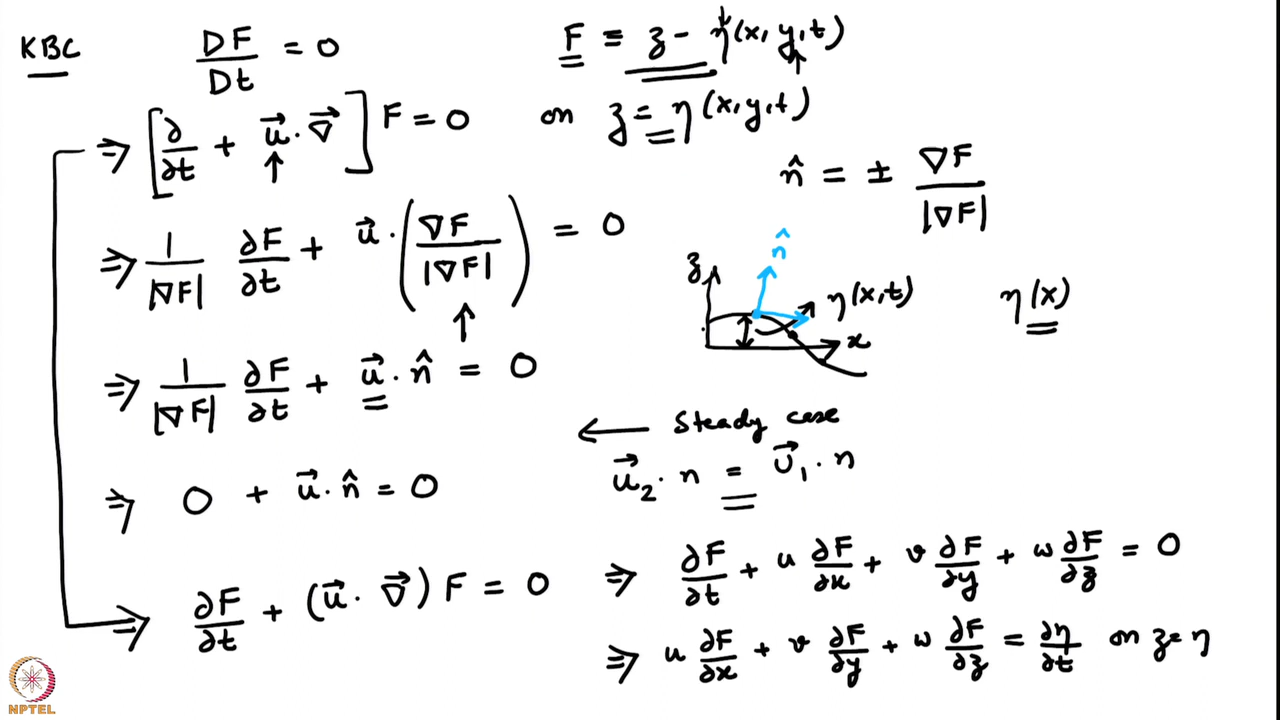 KBC DF/Dt = 0 F ≡ z - η(x, y, t)
⇒ [∂/∂t + u⃗ · ∇⃗] F = 0 on z = η(x, y, t)
n̂ = ± ∇F/|∇F|
⇒ 1/|∇F| ∂F/∂t + u⃗ · (∇F/|∇F|) = 0
n̂
z η(x, t) η(x)
x
⇒ 1/|∇F| ∂F/∂t + u⃗ · n̂ = 0
← Steady case
u⃗₂ · n = U⃗₁ · n
⇒ 0 + u⃗ · n̂ = 0
⇒ ∂F/∂t + (u⃗ · ∇⃗) F = 0
⇒ ∂F/∂t + u ∂F/∂x + v ∂F/∂y + w ∂F/∂z = 0
⇒ u ∂F/∂x + v ∂F/∂y + w ∂F/∂z = ∂η/∂t on z = η
NPTEL